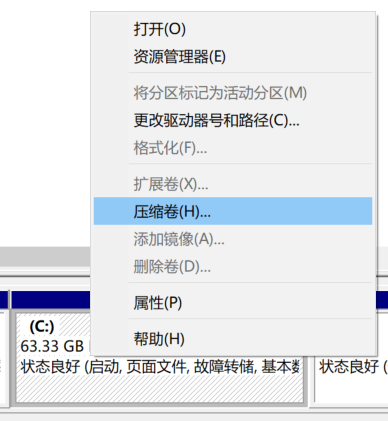 打开(O)
资源管理器(E)
将分区标记为活动分区(M)
更改驱动器号和路径(C)...
格式化(F)...
扩展卷(X)...
压缩卷(H)...
添加镜像(A)...
删除卷(D)...
属性(P)
帮助(H)
(C:)
63.33 GB
状态良好 (启动, 页面文件, 故障转储, 基本数
状态良好 (